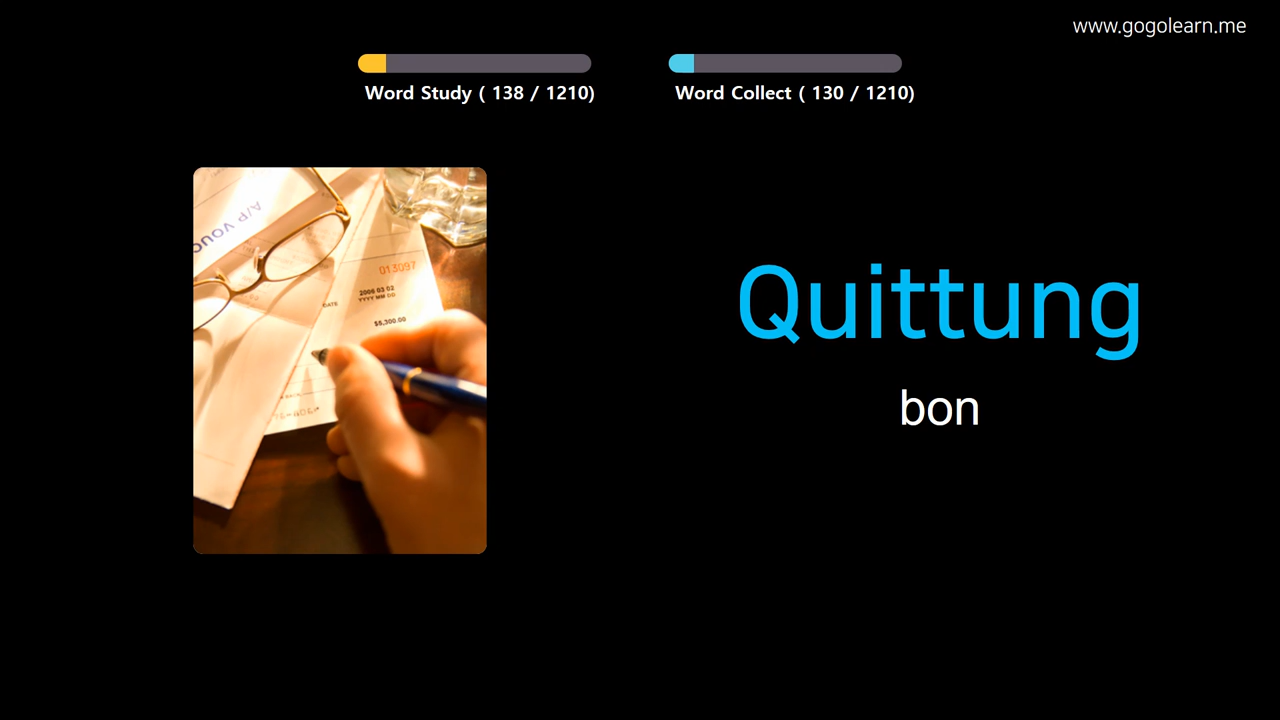 www.gogolearn.me
Word Study ( 138 / 1210)
Word Collect ( 130 / 1210)
A/P VOUC
013097
2006 03 02
YYYY MM DD
DATE
$5,300.00
Quittung
bon